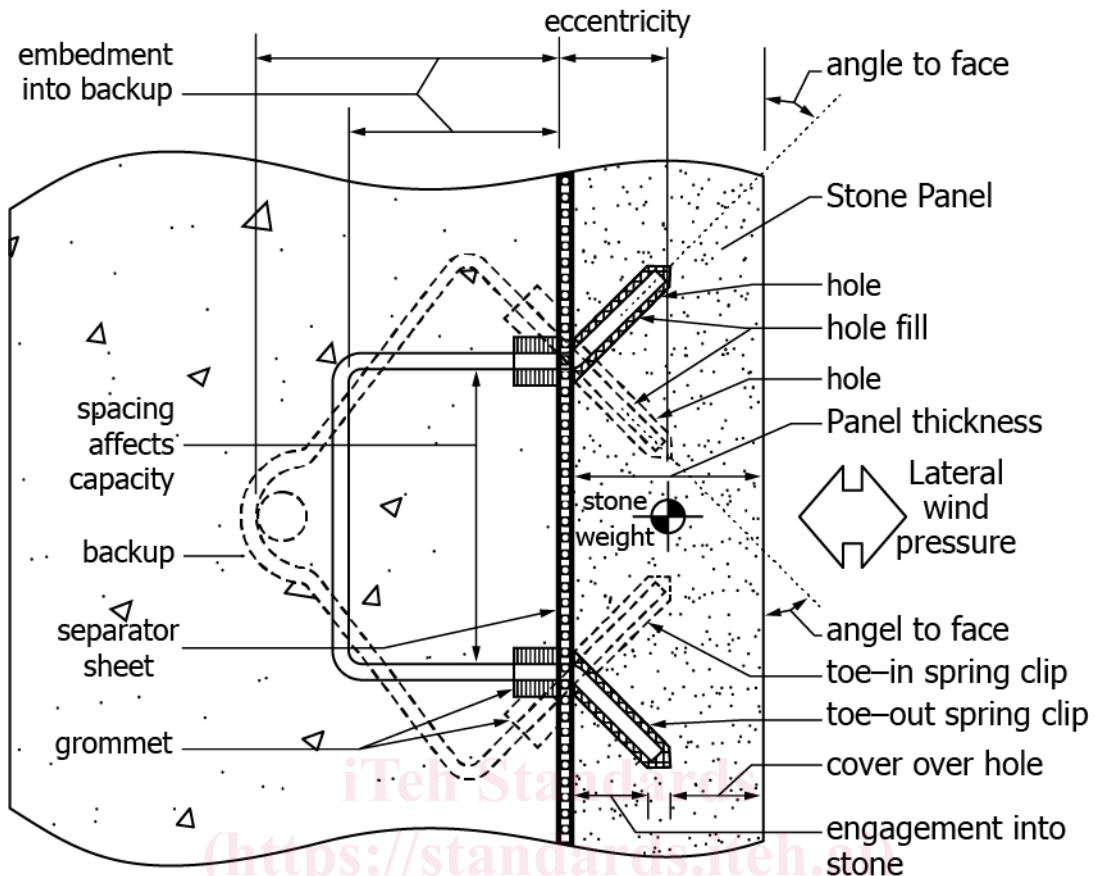 eccentricity
embedment
into backup
angle to face
Stone Panel
hole
hole fill
hole
spacing
affects
capacity
Panel thickness
stone
weight
Lateral
wind
pressure
backup
separator
sheet
angel to face
toe–in spring clip
toe–out spring clip
grommet
cover over hole
engagement into
stone
iTeh Standards
(https://standards.iteh.ai)